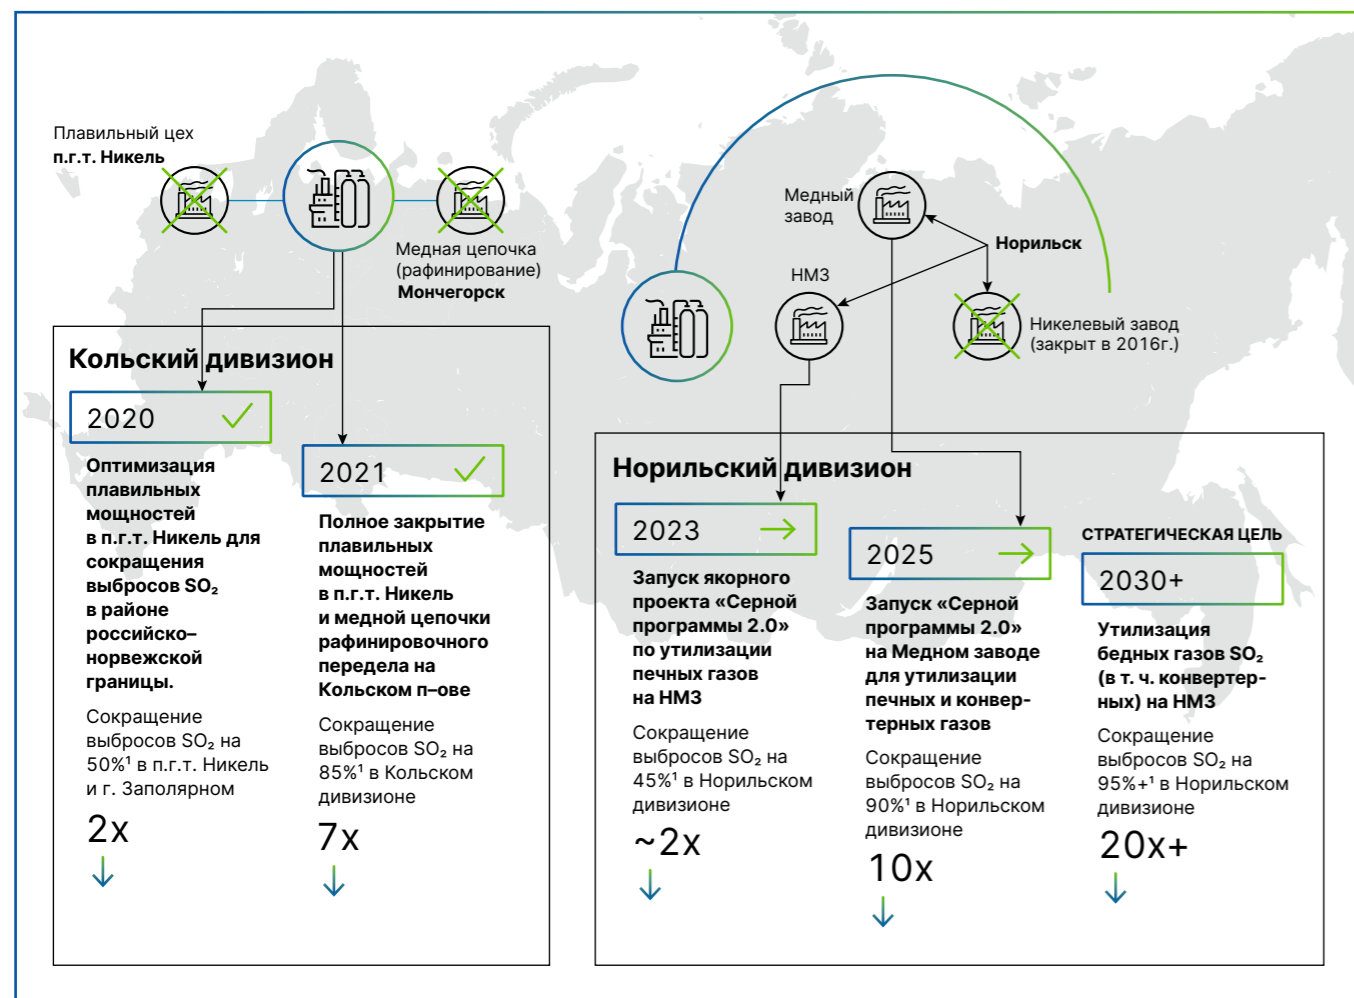 Плавильный цех
п.г.т. Никель
Медная цепочка
(рафинирование)
Мончегорск
Медный
завод
Норильск
НМЗ
Никелевый завод
(закрыт в 2016г.)
Кольский дивизион
2020
Оптимизация
плавильных
мощностей
в п.г.т. Никель для
сокращения
выбросов SO₂
в районе
российско–
норвежской
границы.
Сокращение
выбросов SO₂ на
50%¹ в п.г.т. Никель
и г. Заполярном
2x
2021
Полное закрытие
плавильных
мощностей
в п.г.т. Никель
и медной цепочки
рафинировочного
передела на
Кольском п–ове
Сокращение
выбросов SO₂ на
85%¹ в Кольском
дивизионе
7x
Норильский дивизион
2023
Запуск якорного
проекта «Серной
программы 2.0»
по утилизации
печных газов
на НМЗ
Сокращение
выбросов SO₂ на
45%¹ в Норильском
дивизионе
~2x
2025
Запуск «Серной
программы 2.0»
на Медном заводе
для утилизации
печных и конвер-
терных газов
Сокращение
выбросов SO₂ на
90%¹ в Норильском
дивизионе
10x
СТРАТЕГИЧЕСКАЯ ЦЕЛЬ
2030+
Утилизация
бедных газов SO₂
(в т. ч. конвертер-
ных) на НМЗ
Сокращение
выбросов SO₂ на
95%+¹ в Норильском
дивизионе
20x+